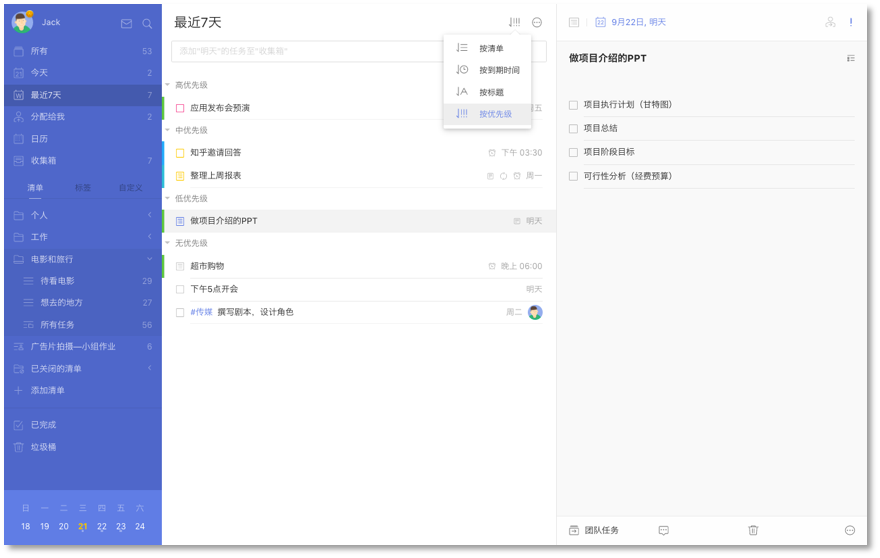 Jack
所有 53
今天 2
最近7天 7
分配给我 2
日历
收集箱 7
清单 标签 自定义
个人
工作
电影和旅行
待看电影 29
想去的地方 27
所有任务 56
广告片拍摄—小组作业 6
已关闭的清单
添加清单
已完成
垃圾桶
日 一 二 三 四 五 六
18 19 20 21 22 23 24
最近7天
添加"明天"的任务至"收集箱"
按清单
按到期时间
按标题
按优先级
高优先级
应用发布会预演 五
中优先级
知乎邀请回答 下午 03:30
整理上周报表 周一
低优先级
做项目介绍的PPT 明天
无优先级
超市购物 晚上 06:00
下午5点开会 明天
#传媒 撰写剧本、设计角色 周二
9月22日, 明天
做项目介绍的PPT
项目执行计划（甘特图）
项目总结
项目阶段目标
可行性分析（经费预算）
团队任务